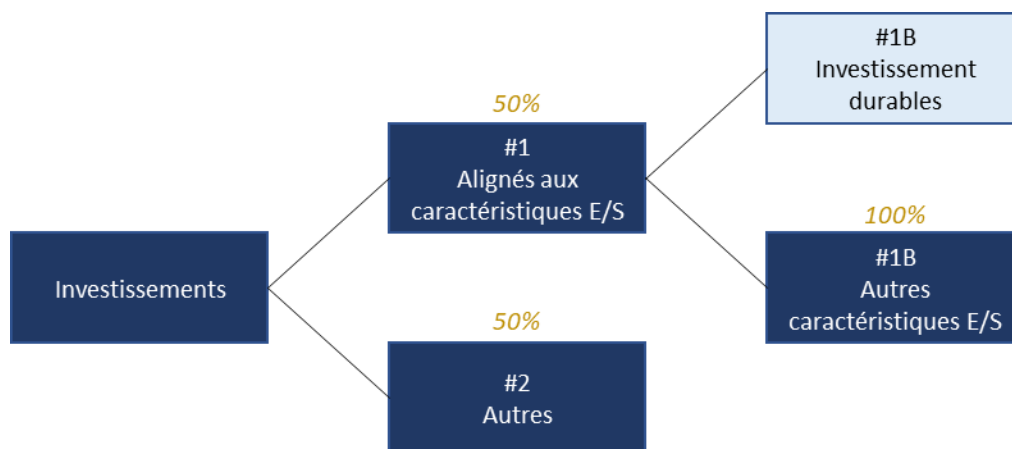 #1B
Investissement
durables
50%
#1
Alignés aux
caractéristiques E/S
100%
#1B
Autres
caractéristiques E/S
Investissements
50%
#2
Autres